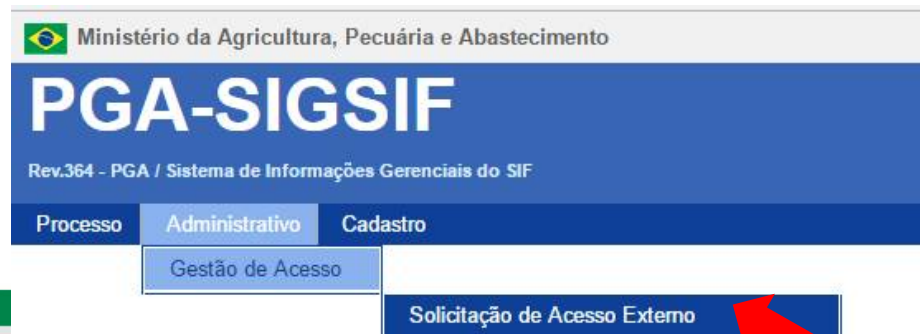 Ministério da Agricultura, Pecuária e Abastecimento
PGA-SIGSIF
Rev.364 - PGA / Sistema de Informações Gerenciais do SIF
Processo Administrativo Cadastro
Gestão de Acesso
Solicitação de Acesso Externo